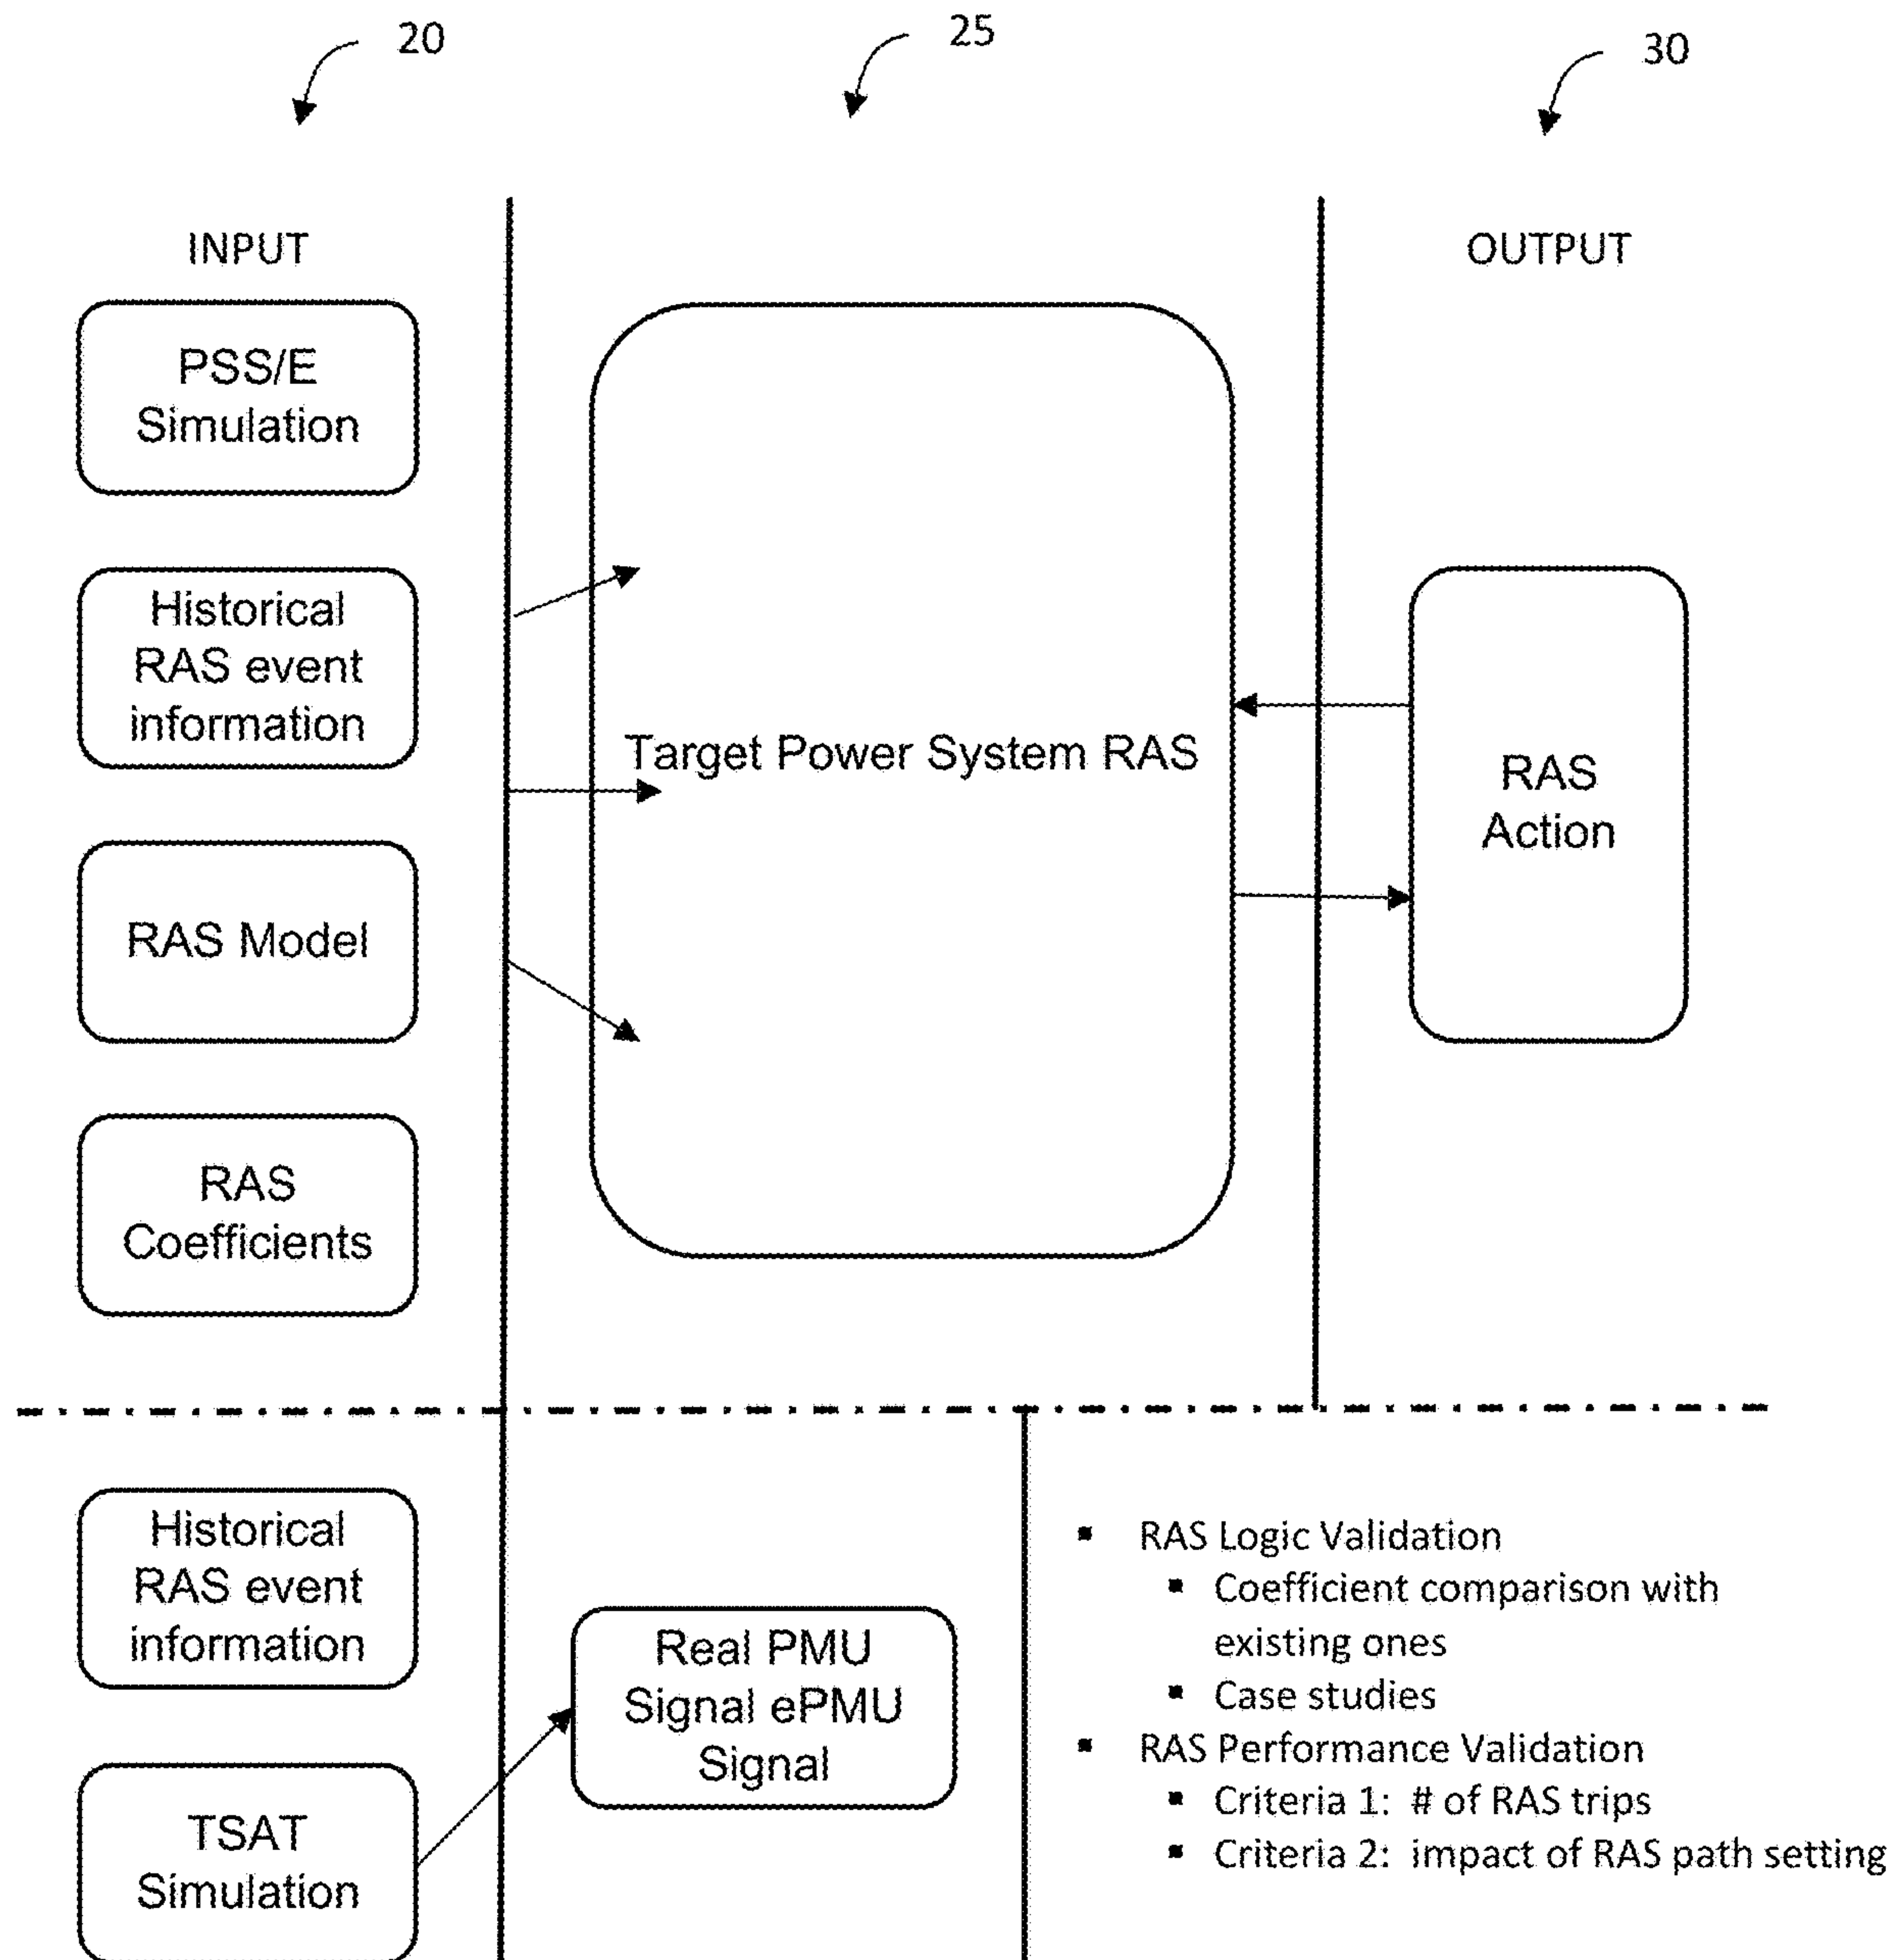 20
25
30
INPUT
OUTPUT
PSS/E
Simulation
Historical
RAS event
information
RAS Model
RAS
Coefficients
Target Power System RAS
RAS
Action
Historical
RAS event
information
TSAT
Simulation
Real PMU
Signal ePMU
Signal
▪ RAS Logic Validation
▪ Coefficient comparison with
existing ones
▪ Case studies
▪ RAS Performance Validation
▪ Criteria 1: # of RAS trips
▪ Criteria 2: impact of RAS path setting